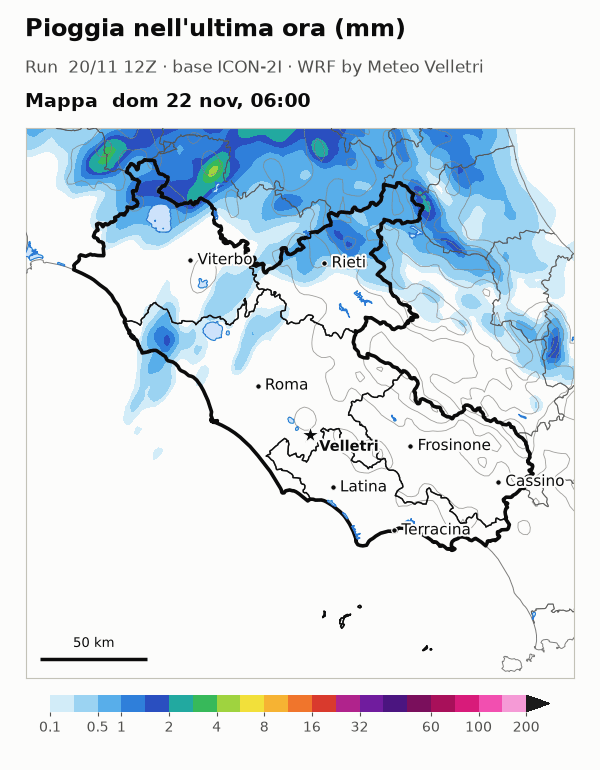 Pioggia nell'ultima ora (mm)
Run  20/11 12Z · base ICON-2I · WRF by Meteo Velletri
Mappa  dom 22 nov, 06:00
Viterbo
Rieti
Roma
Velletri
Frosinone
Cassino
Latina
Terracina
50 km
0.1 0.5 1 2 4 8 16 32 60 100 200